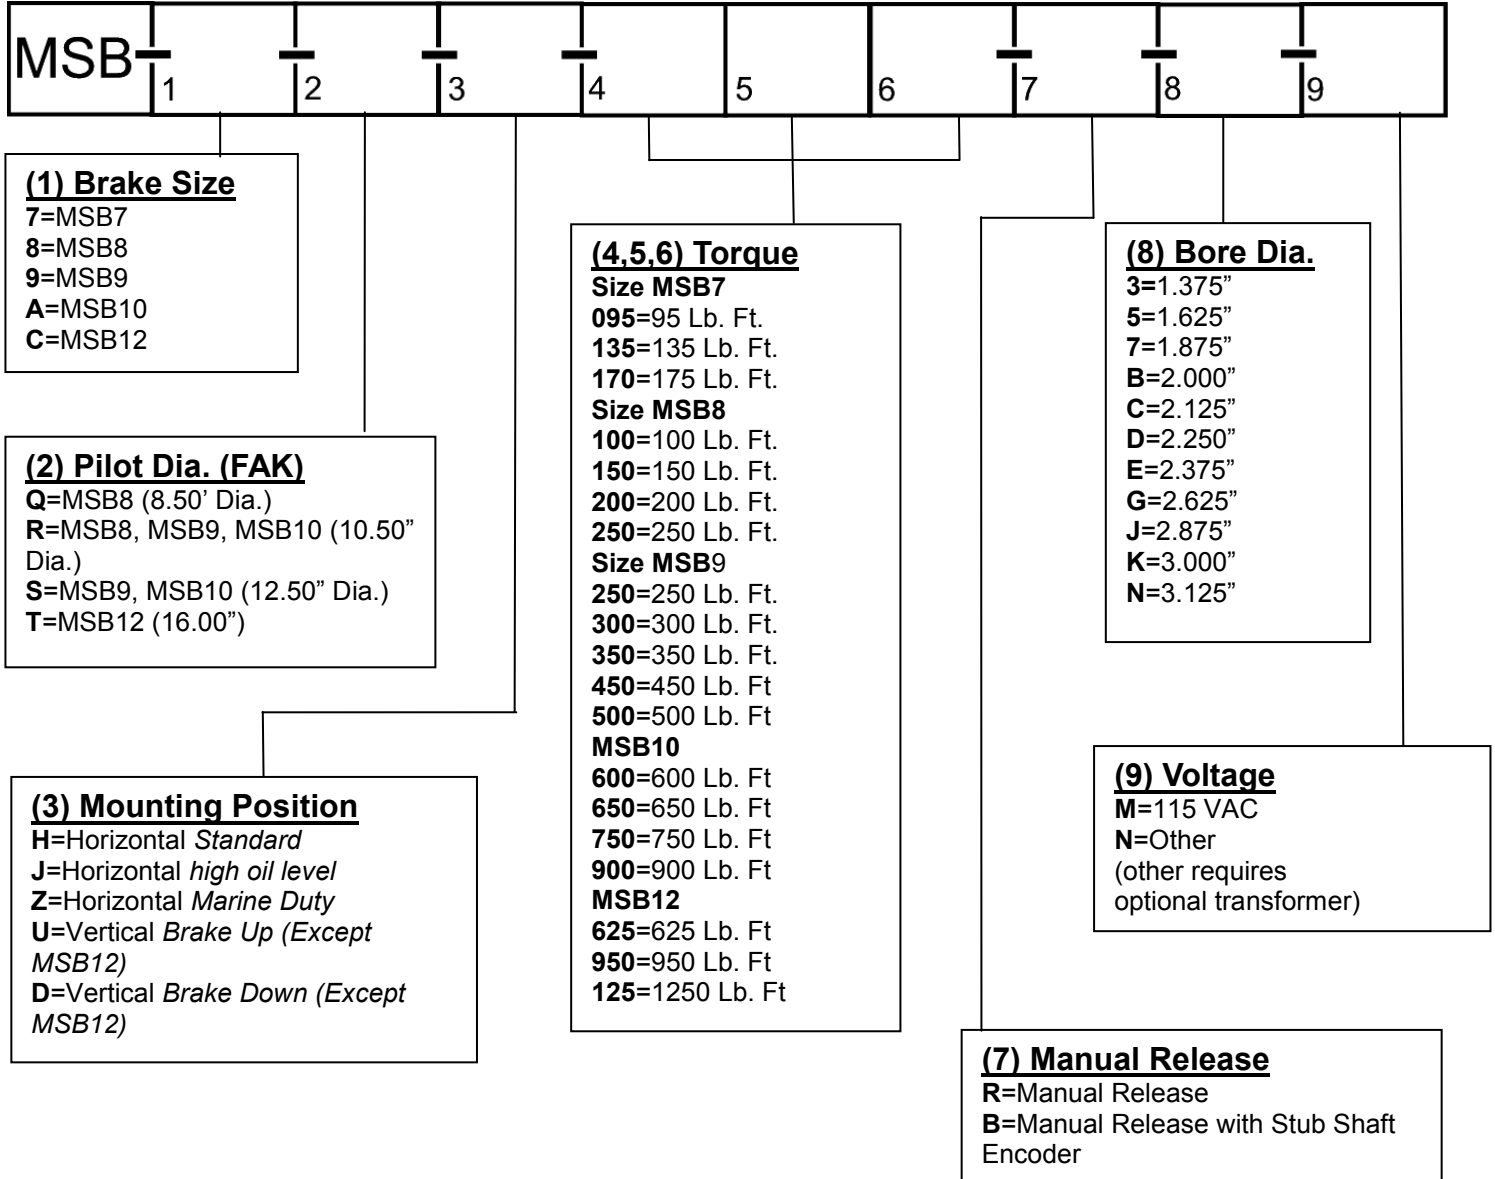 MSB
1 2 3 4 5 6 7 8 9
(1) Brake Size
7=MSB7
8=MSB8
9=MSB9
A=MSB10
C=MSB12
(2) Pilot Dia. (FAK)
Q=MSB8 (8.50’ Dia.)
R=MSB8, MSB9, MSB10 (10.50”
Dia.)
S=MSB9, MSB10 (12.50” Dia.)
T=MSB12 (16.00”)
(3) Mounting Position
H=Horizontal Standard
J=Horizontal high oil level
Z=Horizontal Marine Duty
U=Vertical Brake Up (Except
MSB12)
D=Vertical Brake Down (Except
MSB12)
(4,5,6) Torque
Size MSB7
095=95 Lb. Ft.
135=135 Lb. Ft.
170=175 Lb. Ft.
Size MSB8
100=100 Lb. Ft.
150=150 Lb. Ft.
200=200 Lb. Ft.
250=250 Lb. Ft.
Size MSB9
250=250 Lb. Ft.
300=300 Lb. Ft.
350=350 Lb. Ft.
450=450 Lb. Ft
500=500 Lb. Ft
MSB10
600=600 Lb. Ft
650=650 Lb. Ft
750=750 Lb. Ft
900=900 Lb. Ft
MSB12
625=625 Lb. Ft
950=950 Lb. Ft
125=1250 Lb. Ft
(7) Manual Release
R=Manual Release
B=Manual Release with Stub Shaft
Encoder
(8) Bore Dia.
3=1.375”
5=1.625”
7=1.875”
B=2.000”
C=2.125”
D=2.250”
E=2.375”
G=2.625”
J=2.875”
K=3.000”
N=3.125”
(9) Voltage
M=115 VAC
N=Other
(other requires
optional transformer)